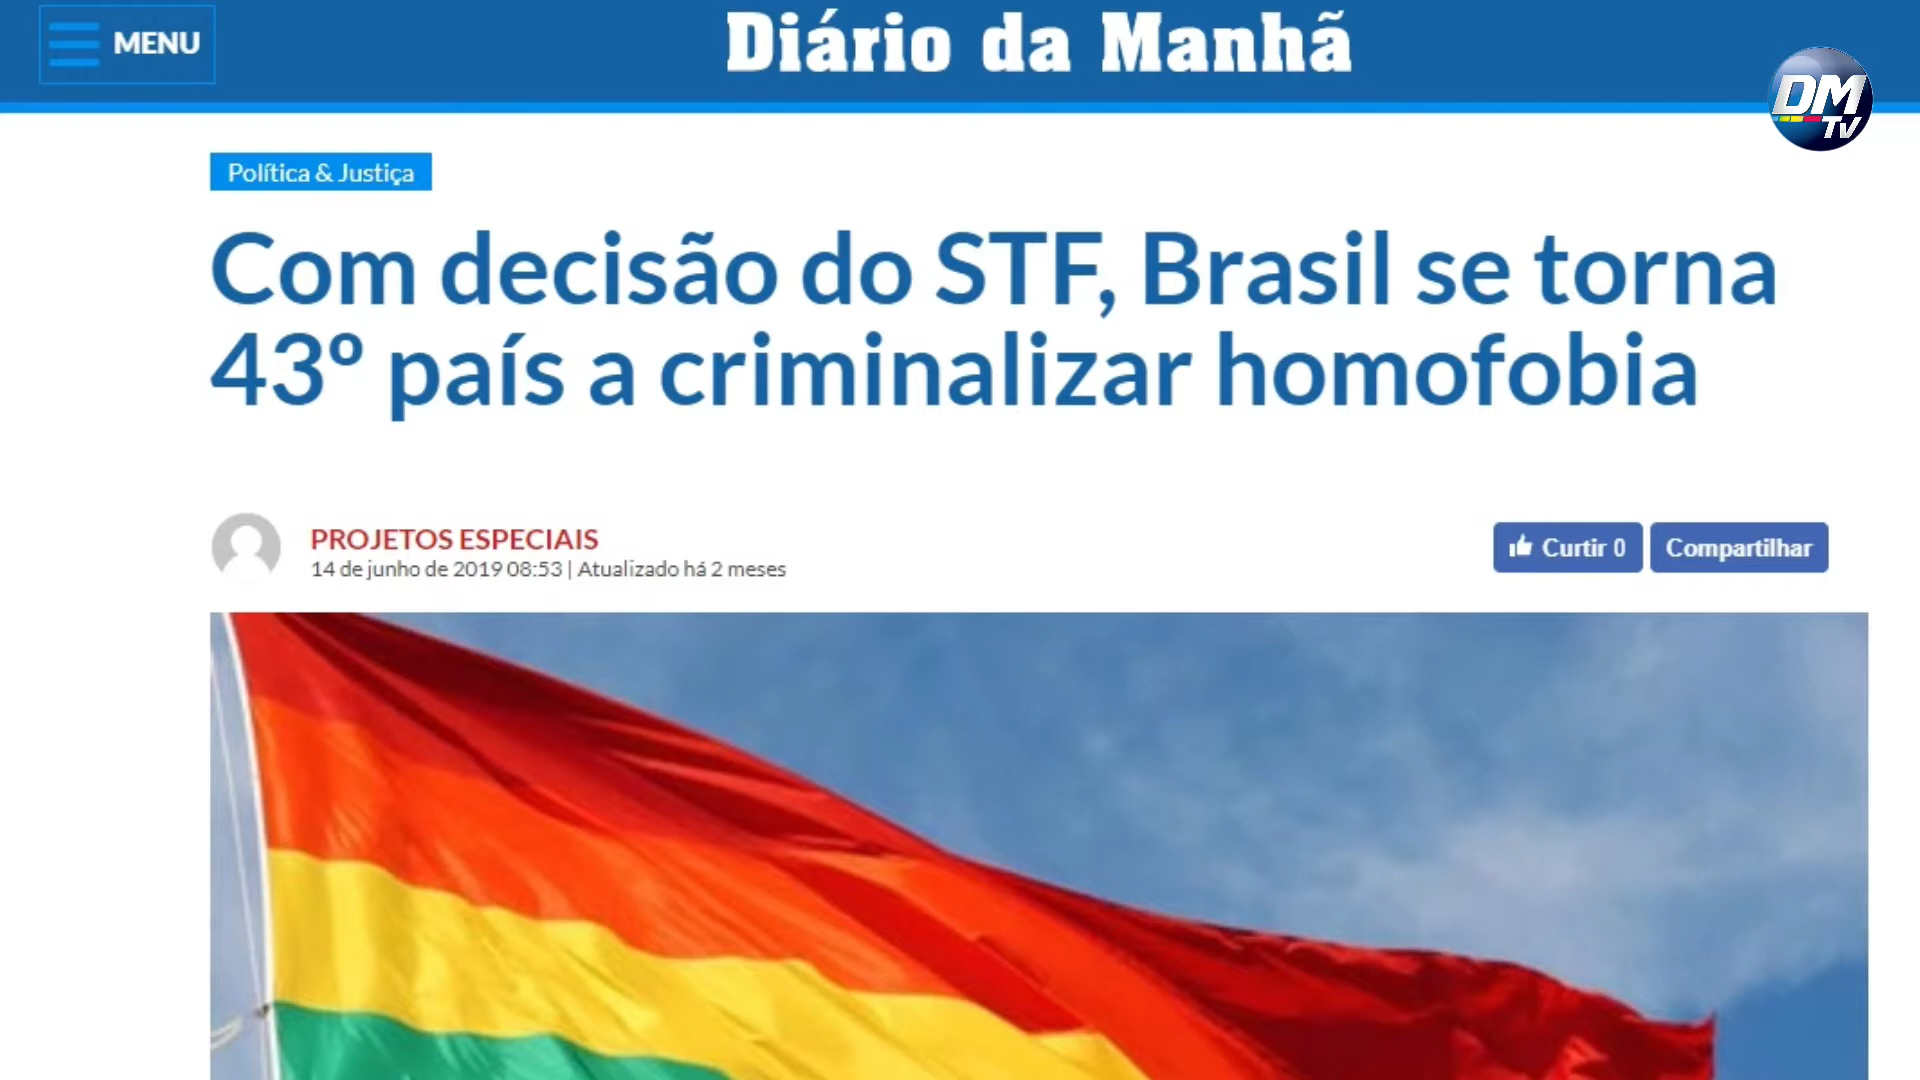 MENU
Diário da Manhã
DM
TV
Política & Justiça
Com decisão do STF, Brasil se torna
43º país a criminalizar homofobia
PROJETOS ESPECIAIS
14 de junho de 2019 08:53 | Atualizado há 2 meses
Curtir 0
Compartilhar